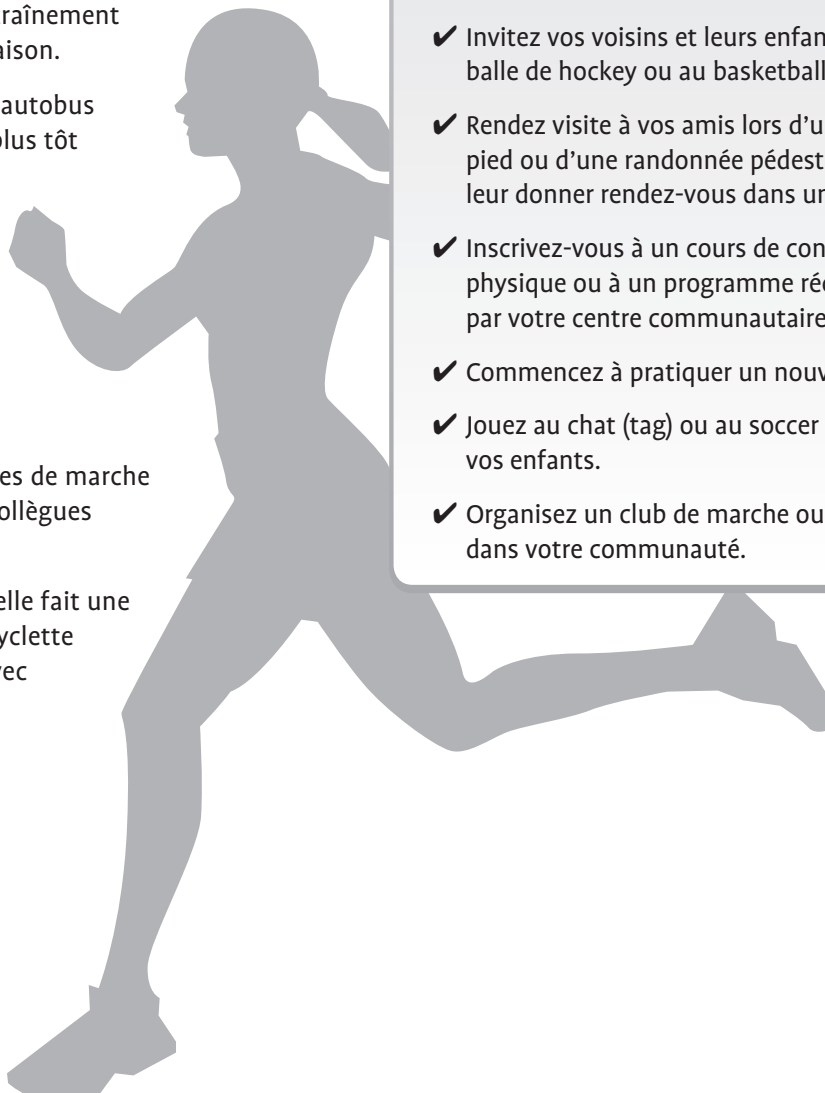 raînement
aison.
autobus
plus tôt
es de marche
ollègues
elle fait une
yclette
vec
✔ Invitez vos voisins et leurs enfan
balle de hockey ou au basketball
✔ Rendez visite à vos amis lors d’u
pied ou d’une randonnée pédest
leur donner rendez-vous dans un
✔ Inscrivez-vous à un cours de con
physique ou à un programme réc
par votre centre communautaire
✔ Commencez à pratiquer un nouv
✔ Jouez au chat (tag) ou au soccer
vos enfants.
✔ Organisez un club de marche ou
dans votre communauté.